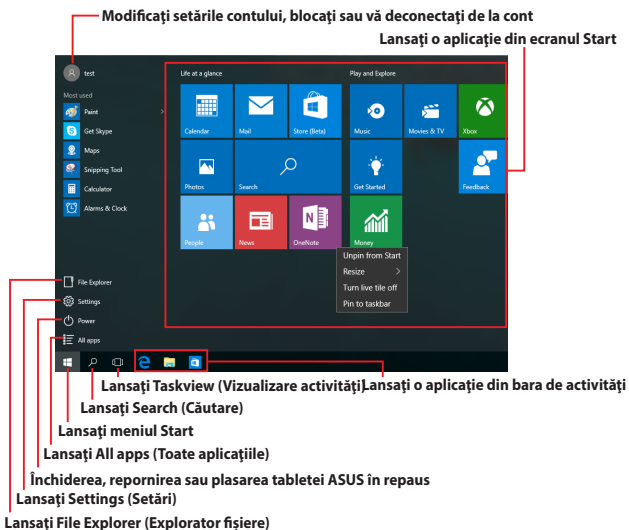 Modificați setările contului, blocați sau vă deconectați de la cont
Lansați o aplicație din ecranul Start
test
Life at a glance
Play and Explore
Most used
Paint
Get Skype
Maps
Snipping Tool
Calculator
Alarms & Clock
Calendar
Mail
Store (Beta)
Music
Movies & TV
Xbox
Photos
Search
Get Started
Feedback
People
News
OneNote
Money
Unpin from Start
Resize
Turn live tile off
Pin to taskbar
File Explorer
Settings
Power
All apps
Lansați Taskview (Vizualizare activități)
Lansați o aplicație din bara de activități
Lansați Search (Căutare)
Lansați meniul Start
Lansați All apps (Toate aplicațiile)
Închiderea, repornirea sau plasarea tabletei ASUS în repaus
Lansați Settings (Setări)
Lansați File Explorer (Explorator fișiere)